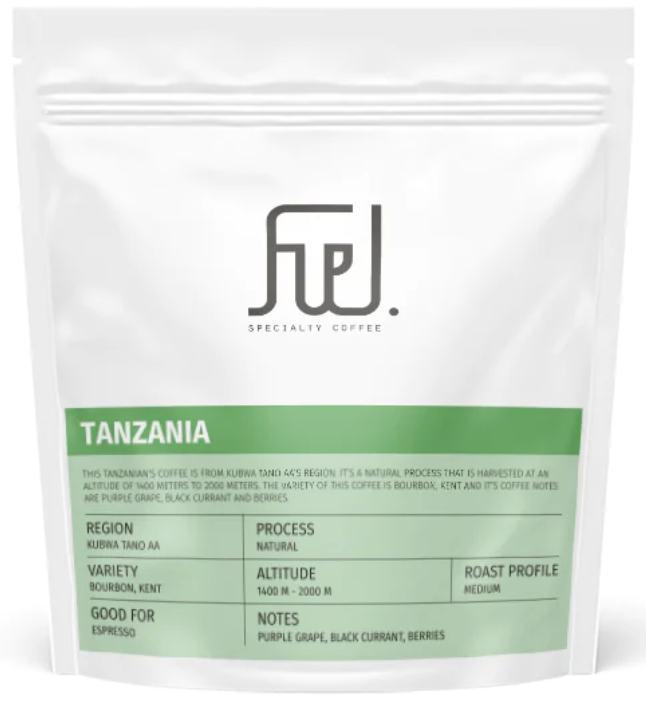 Fuel.
SPECIALTY COFFEE
TANZANIA
THIS TANZANIAN'S COFFEE IS FROM KUBWA TANO AA'S REGION. IT'S A NATURAL PROCESS THAT IS HARVESTED AT AN
ALTITUDE OF 1400 METERS TO 2000 METERS. THE VARIETY OF THIS COFFEE IS BOURBON, KENT AND IT'S COFFEE NOTES
ARE PURPLE GRAPE, BLACK CURRANT AND BERRIES.
REGION
KUBWA TANO AA
PROCESS
NATURAL
VARIETY
BOURBON, KENT
ALTITUDE
1400 M - 2000 M
ROAST PROFILE
MEDIUM
GOOD FOR
ESPRESSO
NOTES
PURPLE GRAPE, BLACK CURRANT, BERRIES